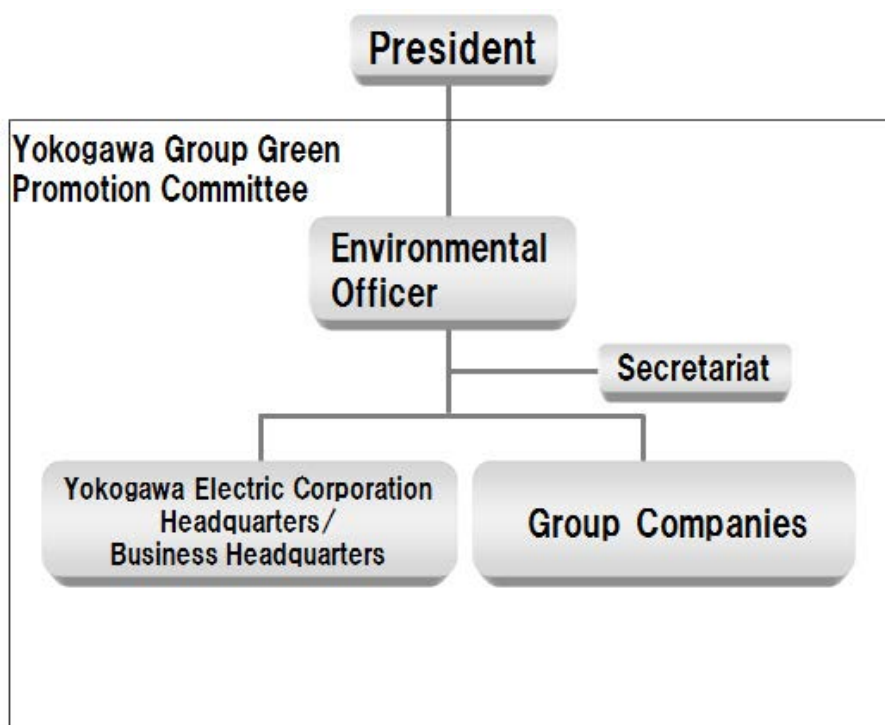 President
Yokogawa Group Green
Promotion Committee
Environmental
Officer
Secretariat
Yokogawa Electric Corporation
Headquarters/
Business Headquarters
Group Companies